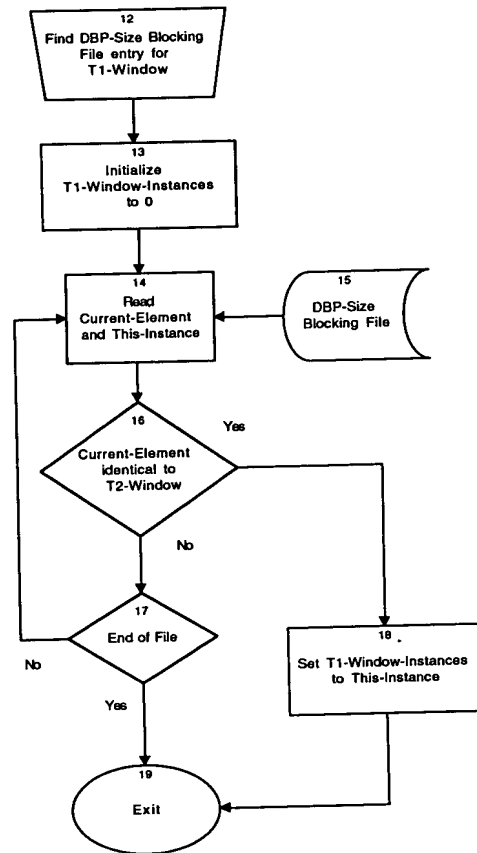 12
Find DBP-Size Blocking
File entry for
T1-Window
13
Initialize
T1-Window-Instances
to 0
14
Read
Current-Element
and This-Instance
15
DBP-Size
Blocking File
16
Current-Element
identical to
T2-Window
Yes
No
17
End of File
No
Yes
18
Set T1-Window-Instances
to This-Instance
19
Exit